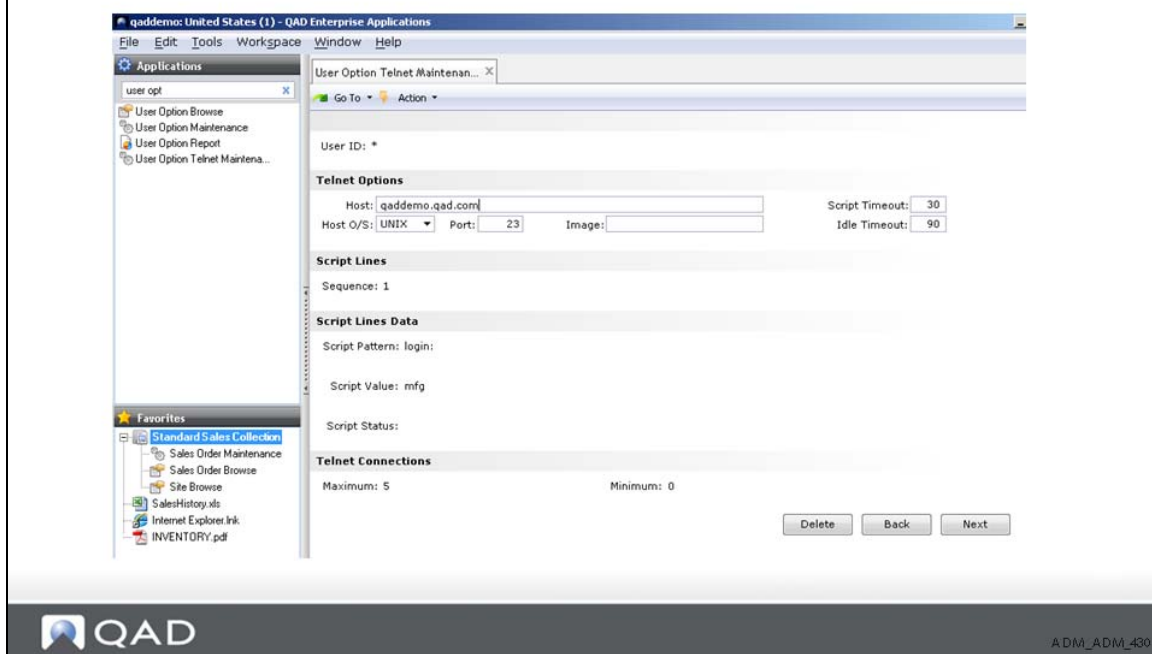 qaddemo: United States (1) - QAD Enterprise Applications
File Edit Tools Workspace Window Help
Applications
user opt
User Option Browse
User Option Maintenance
User Option Report
User Option Telnet Maintena...
User Option Telnet Maintenan...
Go To Action
User ID: *
Telnet Options
Host: qaddemo.qad.com Script Timeout: 30
Host O/S: UNIX Port: 23 Image: Idle Timeout: 90
Script Lines
Sequence: 1
Script Lines Data
Script Pattern: login:
Script Value: mfg
Script Status:
Telnet Connections
Maximum: 5 Minimum: 0
Delete Back Next
Favorites
Standard Sales Collection
Sales Order Maintenance
Sales Order Browse
Site Browse
SalesHistory.xls
Internet Explorer.lnk
INVENTORY.pdf
QAD
ADM_ADM_430